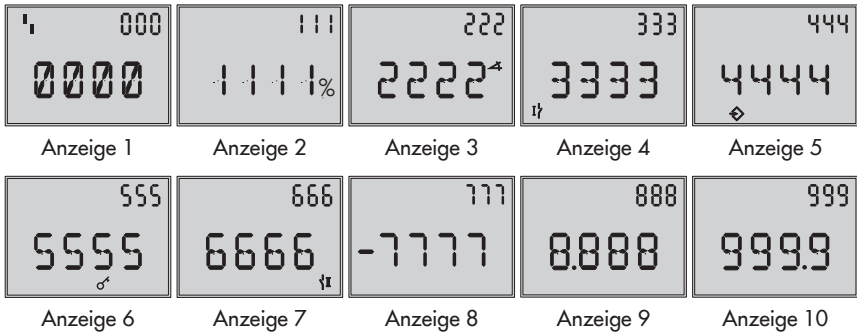 000 111 222 333 444
0000 1111% 2222 3333 4444
Anzeige 1 Anzeige 2 Anzeige 3 Anzeige 4 Anzeige 5
555 666 777 888 999
5555 6666 -7777 8.888 999.9
Anzeige 6 Anzeige 7 Anzeige 8 Anzeige 9 Anzeige 10